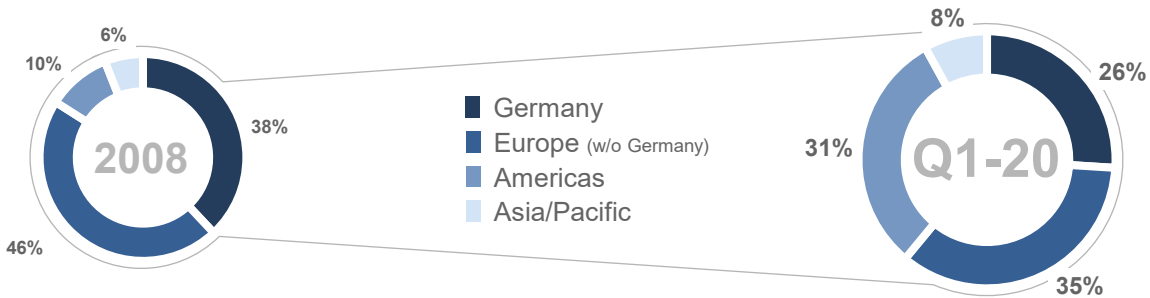 6%
10%
38%
2008
46%
Germany
Europe (w/o Germany)
Americas
Asia/Pacific
8%
26%
31%
Q1-20
35%